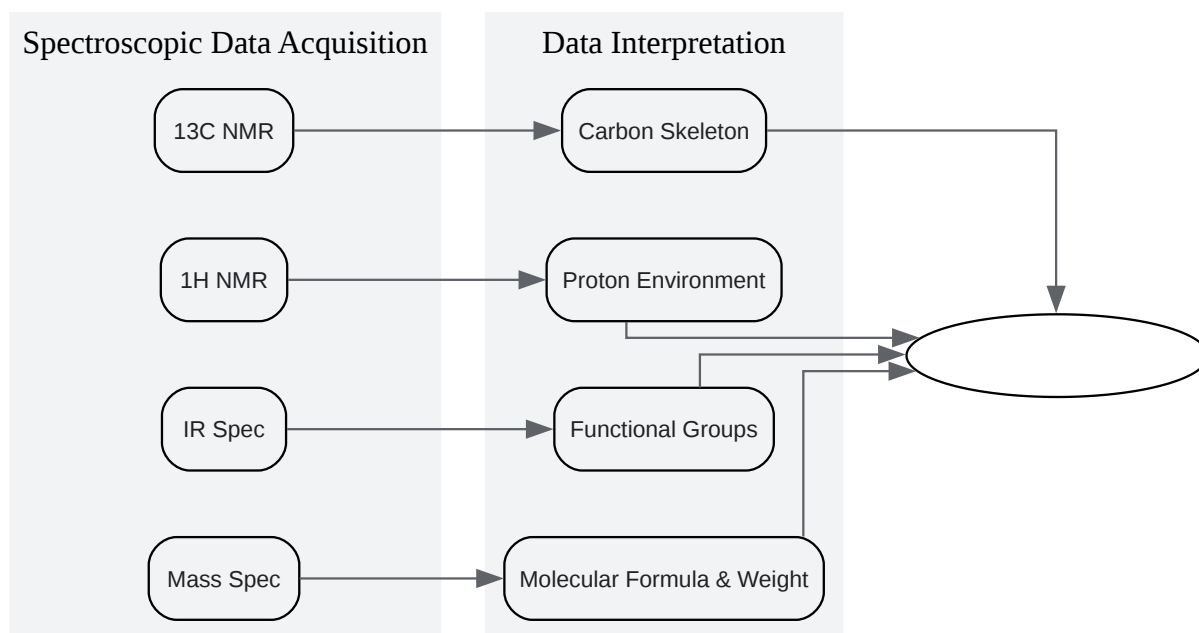 Spectroscopic Data Acquisition
Data Interpretation
13C NMR
Carbon Skeleton
1H NMR
Proton Environment
IR Spec
Functional Groups
Mass Spec
Molecular Formula & Weight